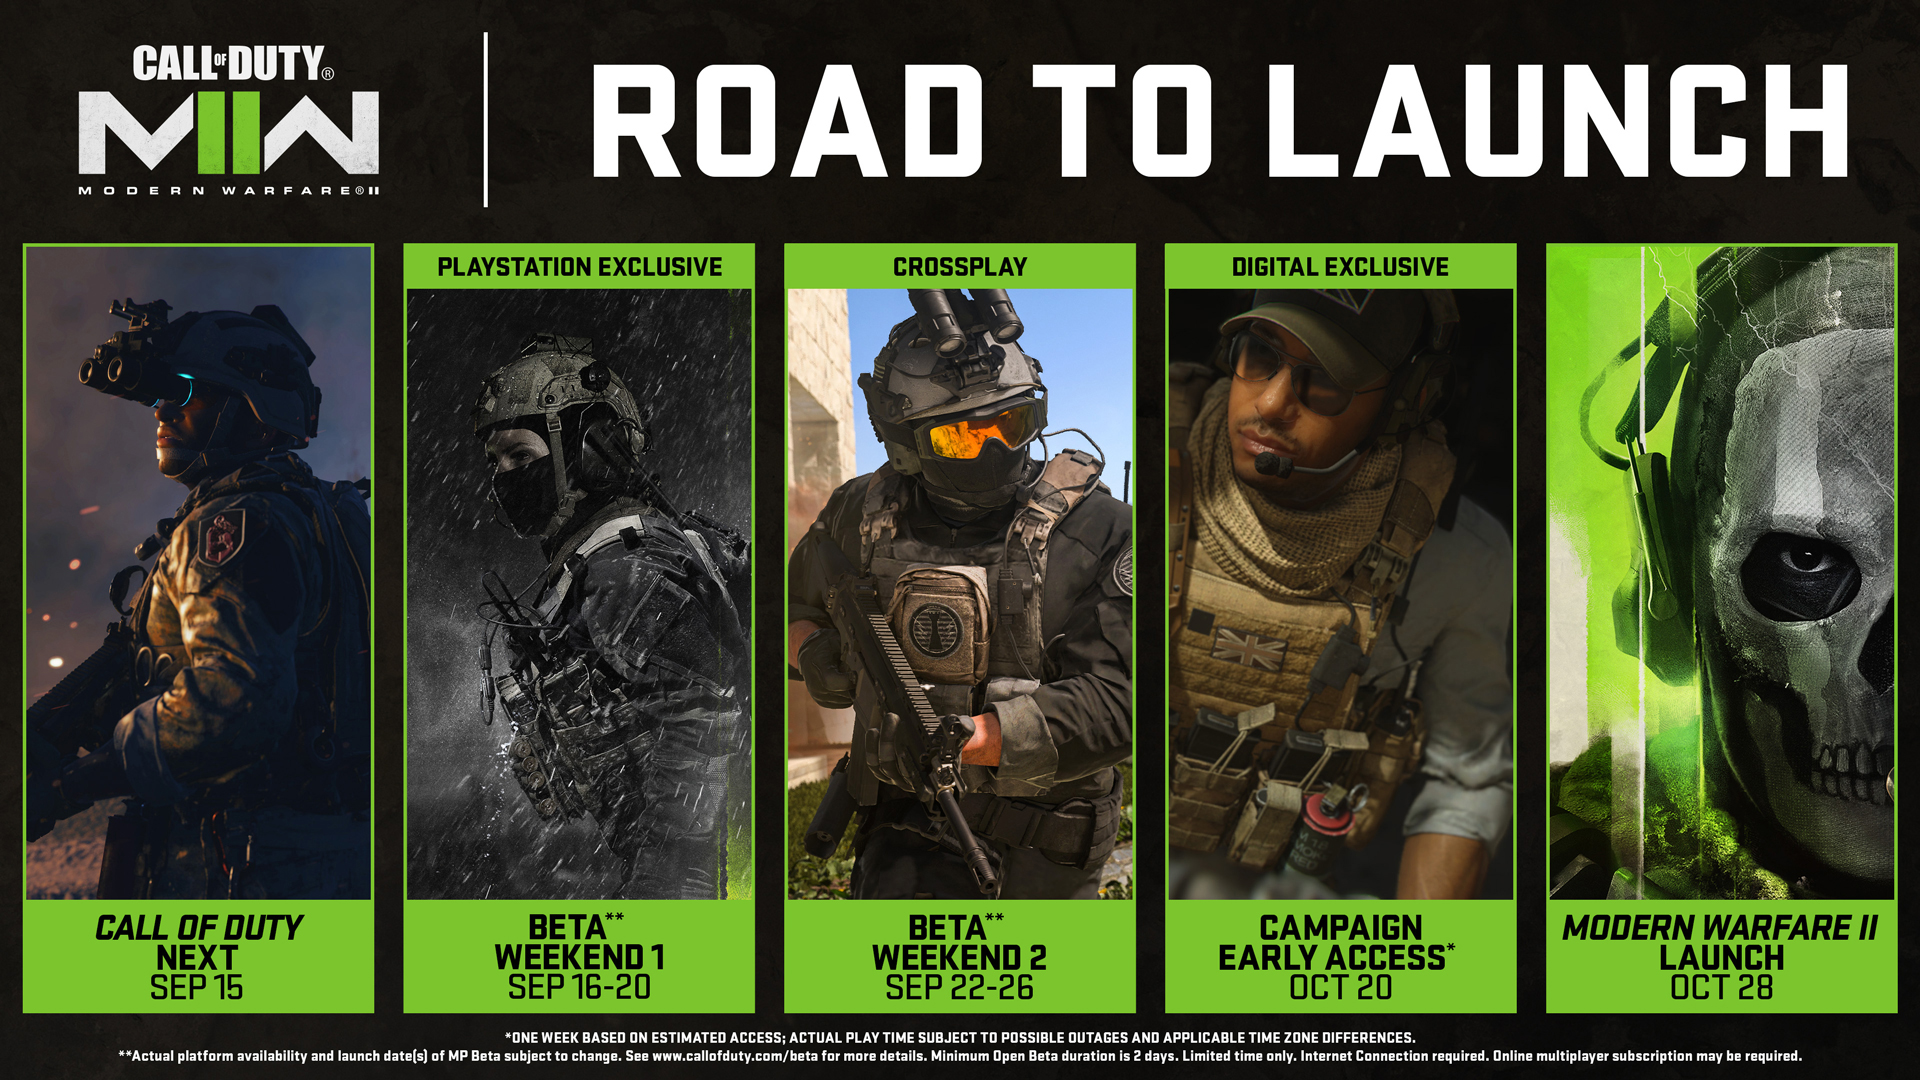 CALL OF DUTY®
MIIW
MODERN WARFARE® II
ROAD TO LAUNCH
CALL OF DUTY
NEXT
SEP 15
PLAYSTATION EXCLUSIVE
BETA**
WEEKEND 1
SEP 16-20
CROSSPLAY
BETA**
WEEKEND 2
SEP 22-26
DIGITAL EXCLUSIVE
CAMPAIGN
EARLY ACCESS*
OCT 20
MODERN WARFARE II
LAUNCH
OCT 28
*ONE WEEK BASED ON ESTIMATED ACCESS; ACTUAL PLAY TIME SUBJECT TO POSSIBLE OUTAGES AND APPLICABLE TIME ZONE DIFFERENCES.
**Actual platform availability and launch date(s) of MP Beta subject to change. See www.callofduty.com/beta for more details. Minimum Open Beta duration is 2 days. Limited time only. Internet Connection required. Online multiplayer subscription may be required.